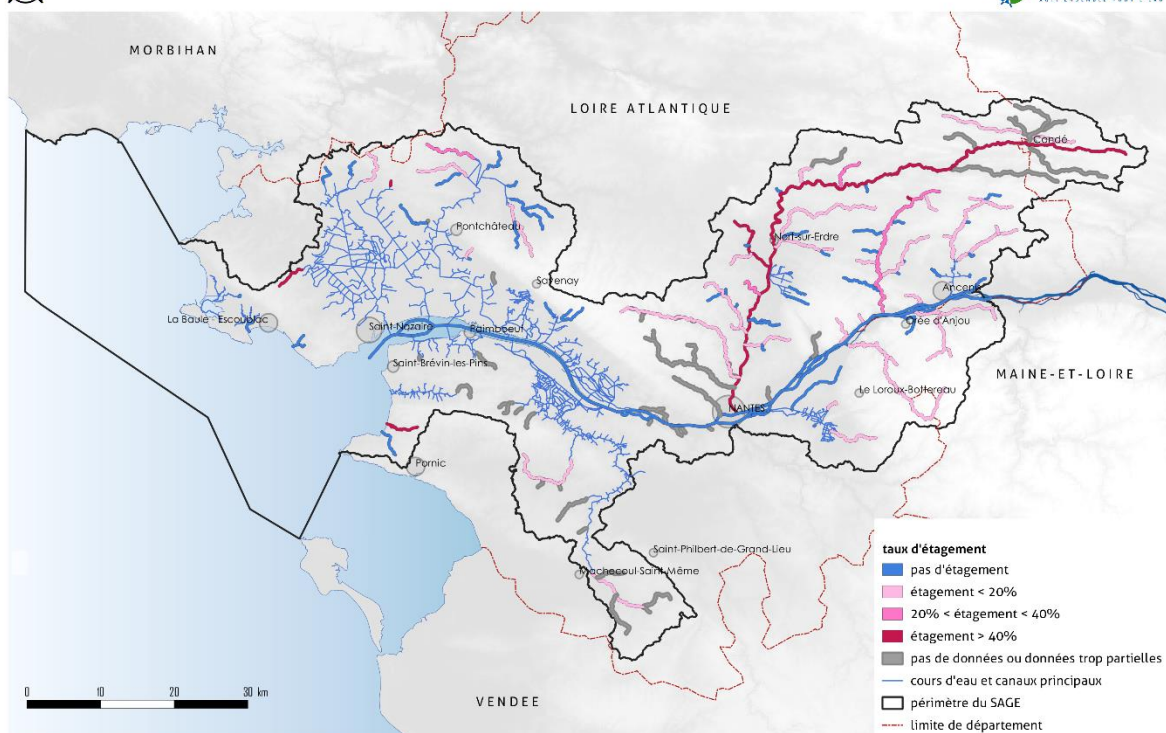 MORBIHAN
LOIRE ATLANTIQUE
Condé
Pontchâteau
Nort-sur-Erdre
Savenay
Ancenis
La Baule - Escoublac
Saint-Nazaire
Paimboeuf
Orée d'Anjou
Saint-Brévin-les-Pins
MAINE-ET-LOIRE
Le Loroux-Bottereau
NANTES
Pornic
Saint-Philbert-de-Grand-Lieu
Machecoul-Saint-Même
VENDEE
0 10 20 30 km
taux d'étagement
pas d'étagement
étagement < 20%
20% < étagement < 40%
étagement > 40%
pas de données ou données trop partielles
cours d'eau et canaux principaux
périmètre du SAGE
limite de département